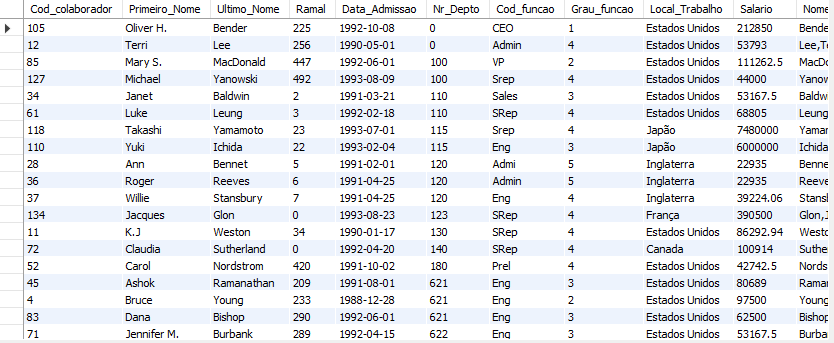 Cod_colaborador Primeiro_Nome Ultimo_Nome Ramal Data_Admissao Nr_Depto Cod_funcao Grau_funcao Local_Trabalho Salario Nome
105 Oliver H. Bender 225 1992-10-08 0 CEO 1 Estados Unidos 212850 Bende
12 Terri Lee 256 1990-05-01 0 Admin 4 Estados Unidos 53793 Lee,Te
85 Mary S. MacDonald 447 1992-06-01 100 VP 2 Estados Unidos 111262.5 MacDo
127 Michael Yanowski 492 1993-08-09 100 Srep 4 Estados Unidos 44000 Yanow
34 Janet Baldwin 2 1991-03-21 110 Sales 3 Estados Unidos 53167.5 Baldw
61 Luke Leung 3 1992-02-18 110 SRep 4 Estados Unidos 68805 Leung
118 Takashi Yamamoto 23 1993-07-01 115 Srep 4 Japão 7480000 Yama
110 Yuki Ichida 22 1993-02-04 115 Eng 3 Japão 6000000 Ichida
28 Ann Bennet 5 1991-02-01 120 Admi 5 Inglaterra 22935 Benne
36 Roger Reeves 6 1991-04-25 120 Admin 5 Inglaterra 22935 Reeve
37 Willie Stansbury 7 1991-04-25 120 Eng 4 Inglaterra 39224.06 Stansb
134 Jacques Glon 0 1993-08-23 123 SRep 4 França 390500 Glon,J
11 K.J Weston 34 1990-01-17 130 SRep 4 Estados Unidos 86292.94 Westo
72 Claudia Sutherland 0 1992-04-20 140 SRep 4 Canada 100914 Suther
52 Carol Nordstrom 420 1991-10-02 180 Prel 4 Estados Unidos 42742.5 Nords
45 Ashok Ramanathan 209 1991-08-01 621 Eng 3 Estados Unidos 80689 Rama
4 Bruce Young 233 1988-12-28 621 Eng 2 Estados Unidos 97500 Young
83 Dana Bishop 290 1992-06-01 621 Eng 3 Estados Unidos 62500 Bishop
71 Jennifer M. Burbank 289 1992-04-15 622 Eng 3 Estados Unidos 53167.5 Burba